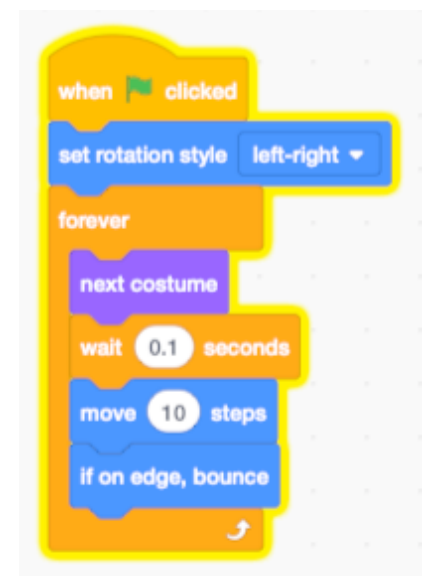 when clicked
set rotation style left-right
forever
next costume
wait 0.1 seconds
move 10 steps
if on edge, bounce